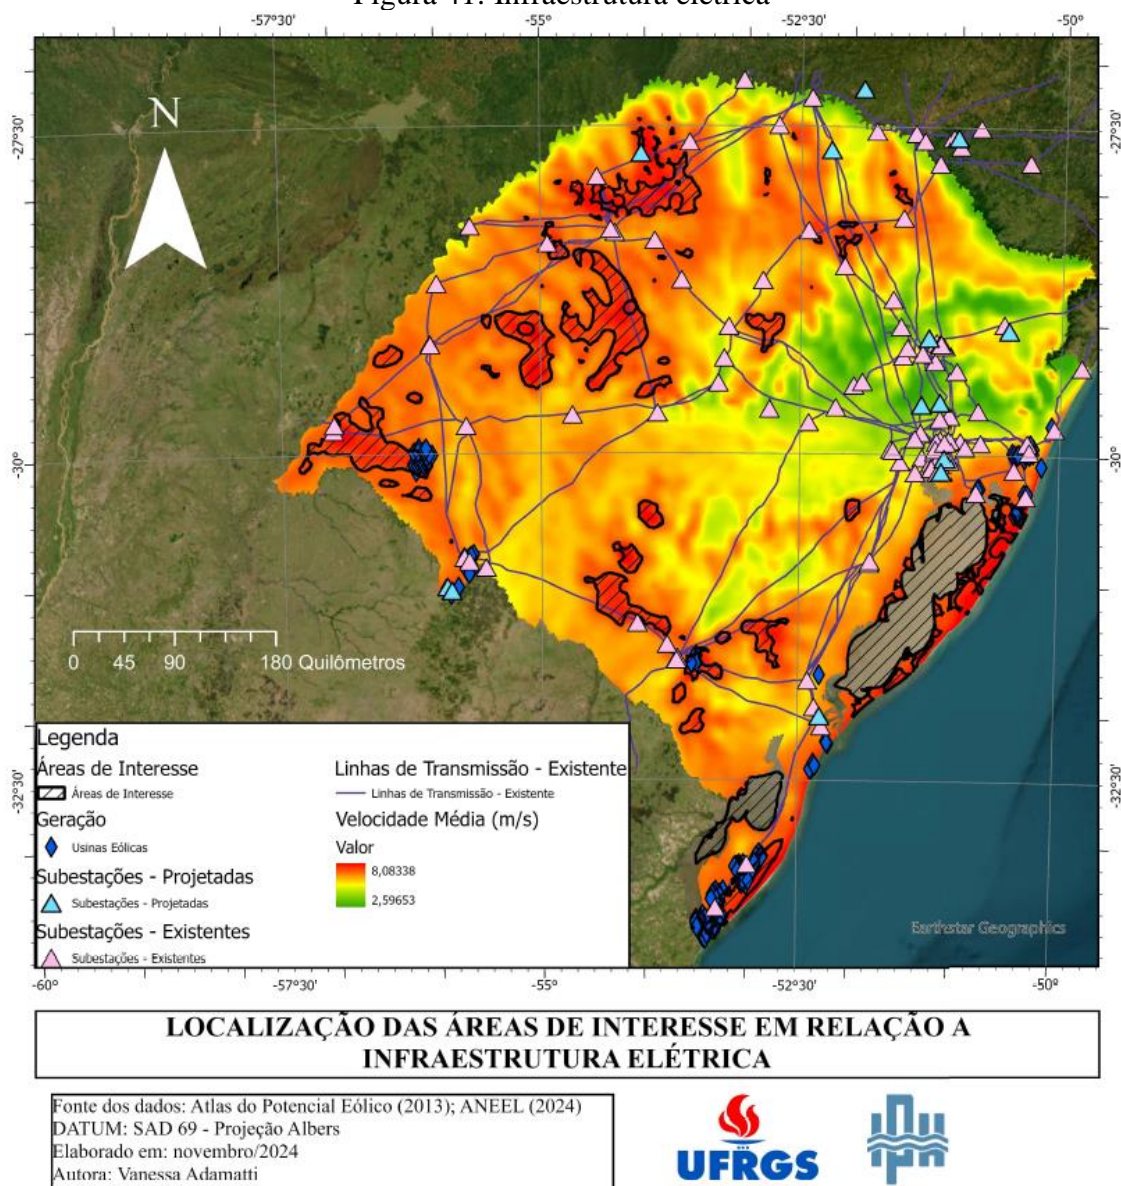 Figura 41: Infraestrutura elétrica
-57°30'
-55°
-52°30'
-50°
-27°30'
-27°30'
N
-30°
-30°
0 45 90 180 Quilômetros
-32°30'
-32°30'
Legenda
Áreas de Interesse
Áreas de Interesse
Geração
Usinas Eólicas
Subestações - Projetadas
Subestações - Projetadas
Subestações - Existentes
Subestações - Existentes
Linhas de Transmissão - Existente
Linhas de Transmissão - Existente
Velocidade Média (m/s)
Valor
8,08338
2,59653
Earthstar Geographics
-60°
-57°30'
-55°
-52°30'
-50°
LOCALIZAÇÃO DAS ÁREAS DE INTERESSE EM RELAÇÃO A
INFRAESTRUTURA ELÉTRICA
Fonte dos dados: Atlas do Potencial Eólico (2013); ANEEL (2024)
DATUM: SAD 69 - Projeção Albers
Elaborado em: novembro/2024
Autora: Vanessa Adamatti
UFRGS